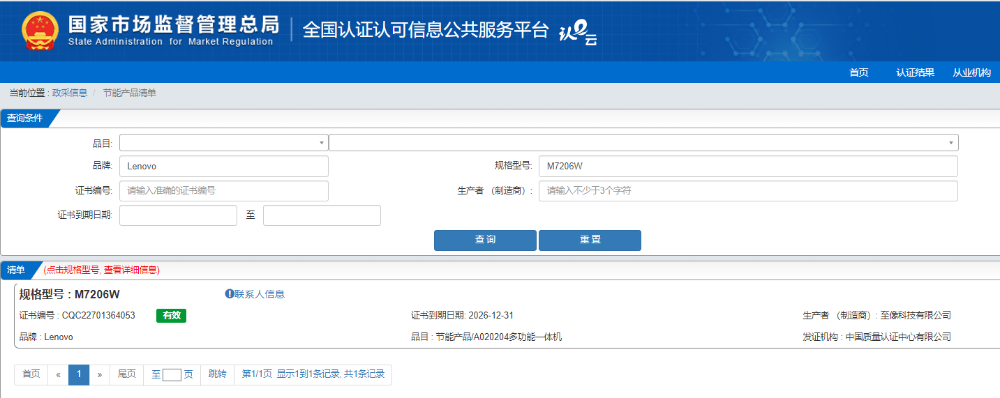 国家市场监督管理总局
State Administration for Market Regulation
全国认证认可信息公共服务平台
认e云
首页 认证结果 从业机构
当前位置 : 政采信息 / 节能产品清单
查询条件
品目:
品牌: Lenovo 规格型号: M7206W
证书编号: 请输入准确的证书编号 生产者 （制造商）: 请输入不少于3个字符
证书到期日期: 至
查 询 重 置
清单 (点击规格型号, 查看详细信息)
规格型号 : M7206W 联系人信息
证书编号 : CQC22701364053 有效 证书到期日期: 2026-12-31 生产者 （制造商）: 至像科技有限公司
品牌 : Lenovo 品目 : 节能产品/A020204多功能一体机 发证机构 : 中国质量认证中心有限公司
首页 « 1 » 尾页 至 页 跳转 第1/1页 显示1到1条记录, 共1条记录